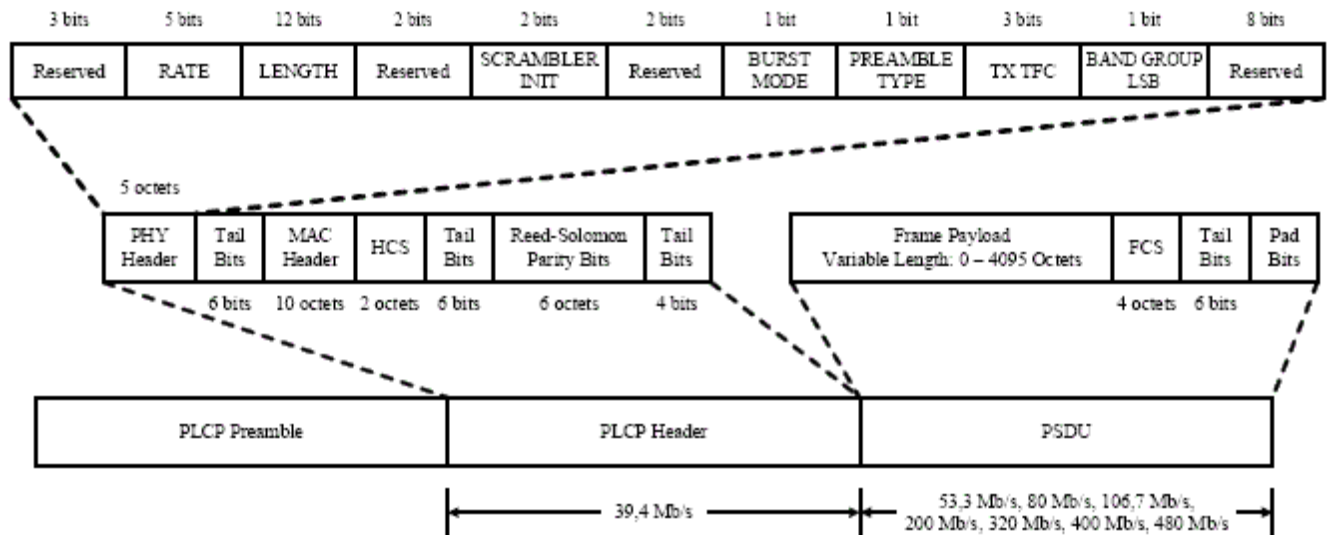 3 bits 5 bits 12 bits 2 bits 2 bits 2 bits 1 bit 1 bit 3 bits 1 bit 8 bits
Reserved RATE LENGTH Reserved SCRAMBLER INIT Reserved BURST MODE PREAMBLE TYPE TX TFC BAND GROUP LSB Reserved
5 octets
PHY Header Tail Bits MAC Header HCS Tail Bits Reed-Solomon Parity Bits Tail Bits
6 bits 10 octets 2 octets 6 bits 6 octets 4 bits
Frame Payload Variable Length: 0 – 4095 Octets FCS Tail Bits Pad Bits
4 octets 6 bits
PLCP Preamble PLCP Header PSDU
39,4 Mb/s
53,3 Mb/s, 80 Mb/s, 106,7 Mb/s,
200 Mb/s, 320 Mb/s, 400 Mb/s, 480 Mb/s